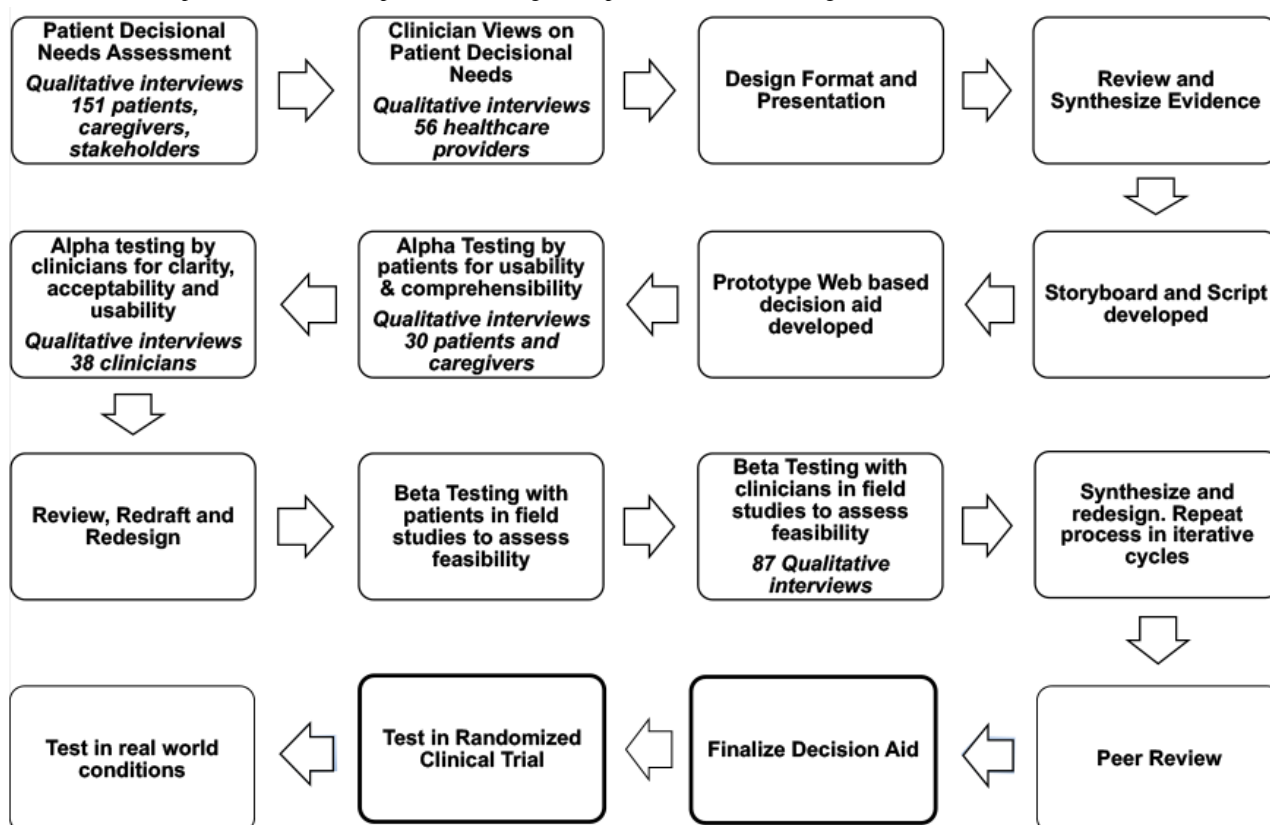 Patient Decisional
Needs Assessment
Qualitative interviews
151 patients,
caregivers,
stakeholders
Clinician Views on
Patient Decisional
Needs
Qualitative interviews
56 healthcare
providers
Design Format and
Presentation
Review and
Synthesize Evidence
Storyboard and Script
developed
Prototype Web based
decision aid
developed
Alpha Testing by
patients for usability
& comprehensibility
Qualitative interviews
30 patients and
caregivers
Alpha testing by
clinicians for clarity,
acceptability and
usability
Qualitative interviews
38 clinicians
Review, Redraft and
Redesign
Beta Testing with
patients in field
studies to assess
feasibility
Beta Testing with
clinicians in field
studies to assess
feasibility
87 Qualitative
interviews
Synthesize and
redesign. Repeat
process in iterative
cycles
Peer Review
Finalize Decision Aid
Test in Randomized
Clinical Trial
Test in real world
conditions